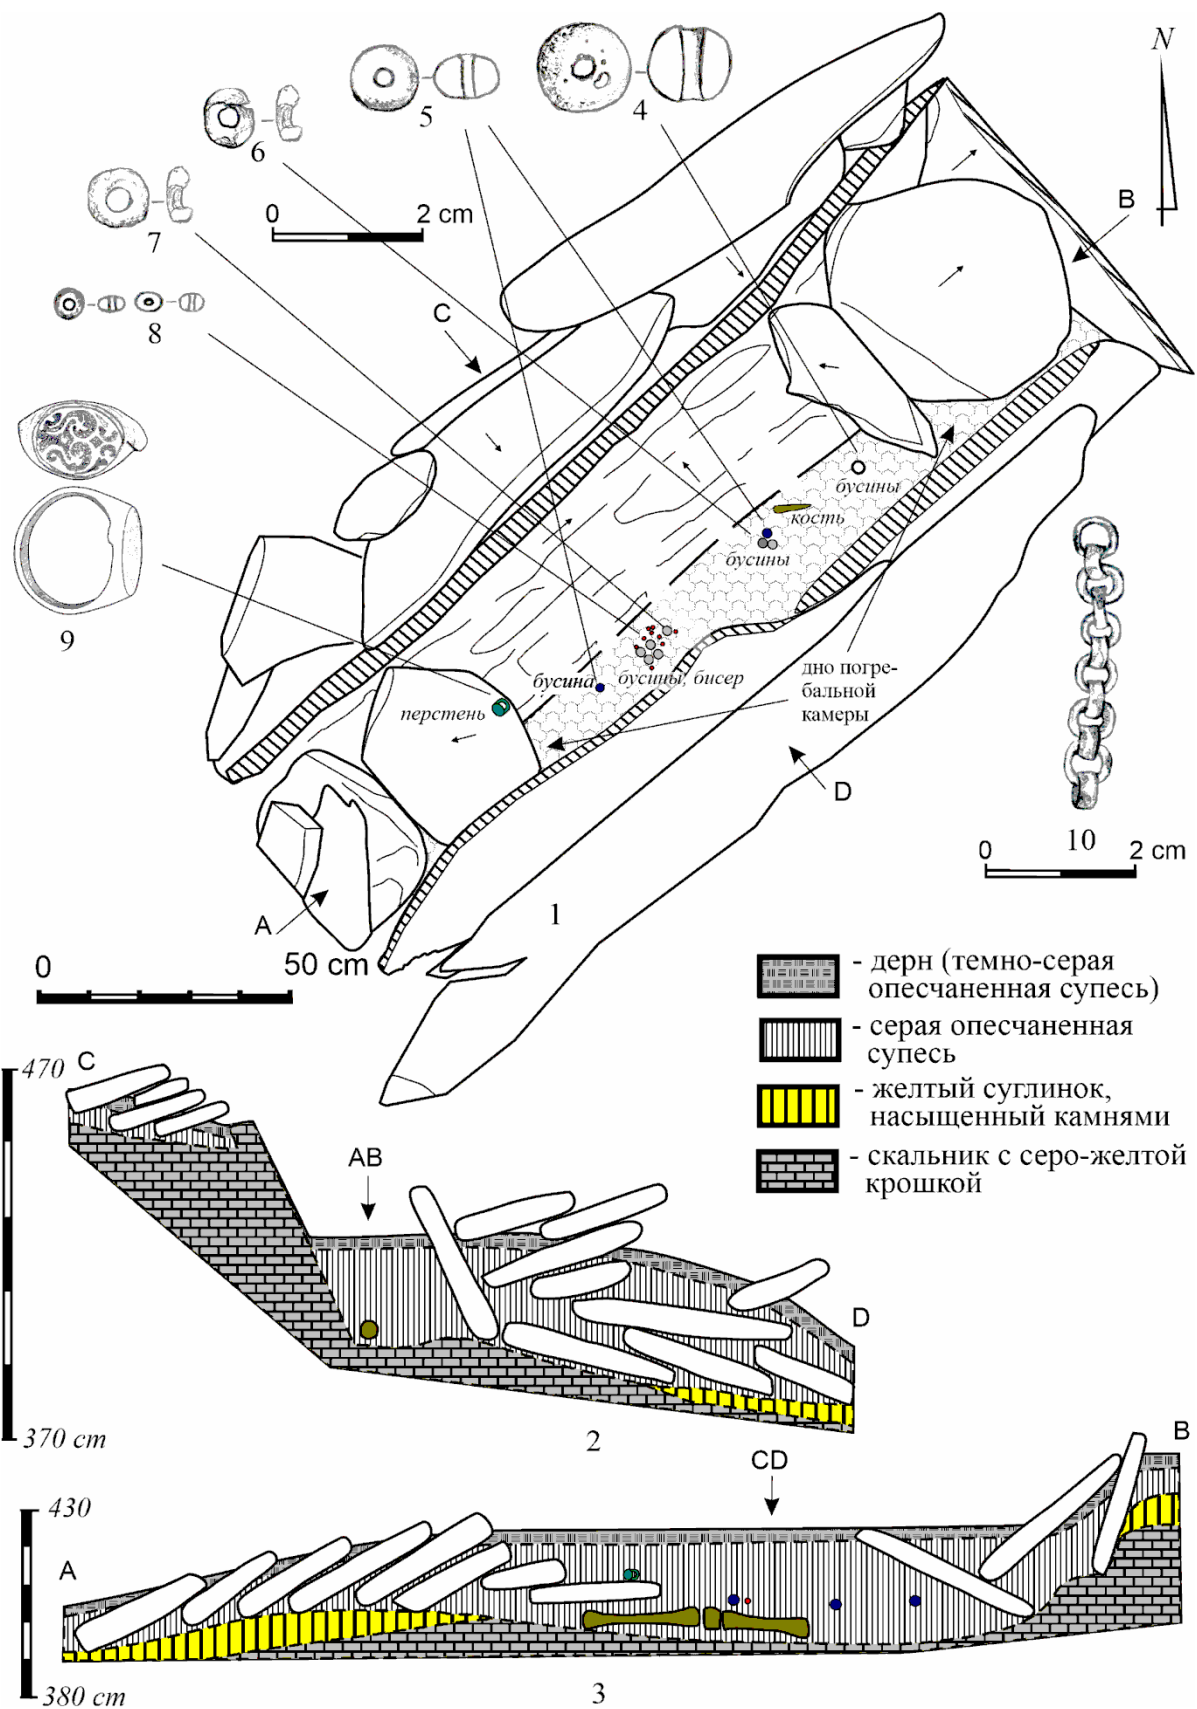 N
5
4
6
7
0 2 cm
8
B
C
9
бусины
кость
бусины
бусина
бусины, бисер
перстень
дно погре-
бальной
камеры
D
10
0 2 cm
A
1
0 50 cm
- дерн (темно-серая
опесчаненная супесь)
- серая опесчаненная
супесь
- желтый суглинок,
насыщенный камнями
- скальник с серо-желтой
крошкой
470
C
AB
D
370 cm
2
CD
B
430
A
380 cm
3